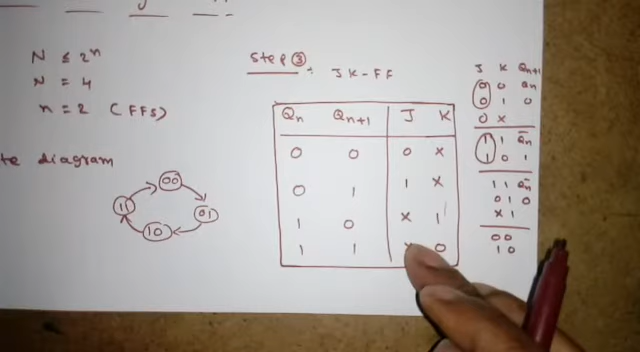 N ≤ 2ⁿ
N = 4
n = 2 (FFs)
te diagram
00
01
10
11
Step ③ :
JK-FF
Qn Qn+1 J K
0 0 0 x
0 1 1 x
1 0 x 1
1 1 x 0
J K Qn+1
0 0 Qn
0 1 0
0 x
1 1 Q̅n
1 0 1
1 1 Q̅n
0 1 0
x 1
0 0
1 0